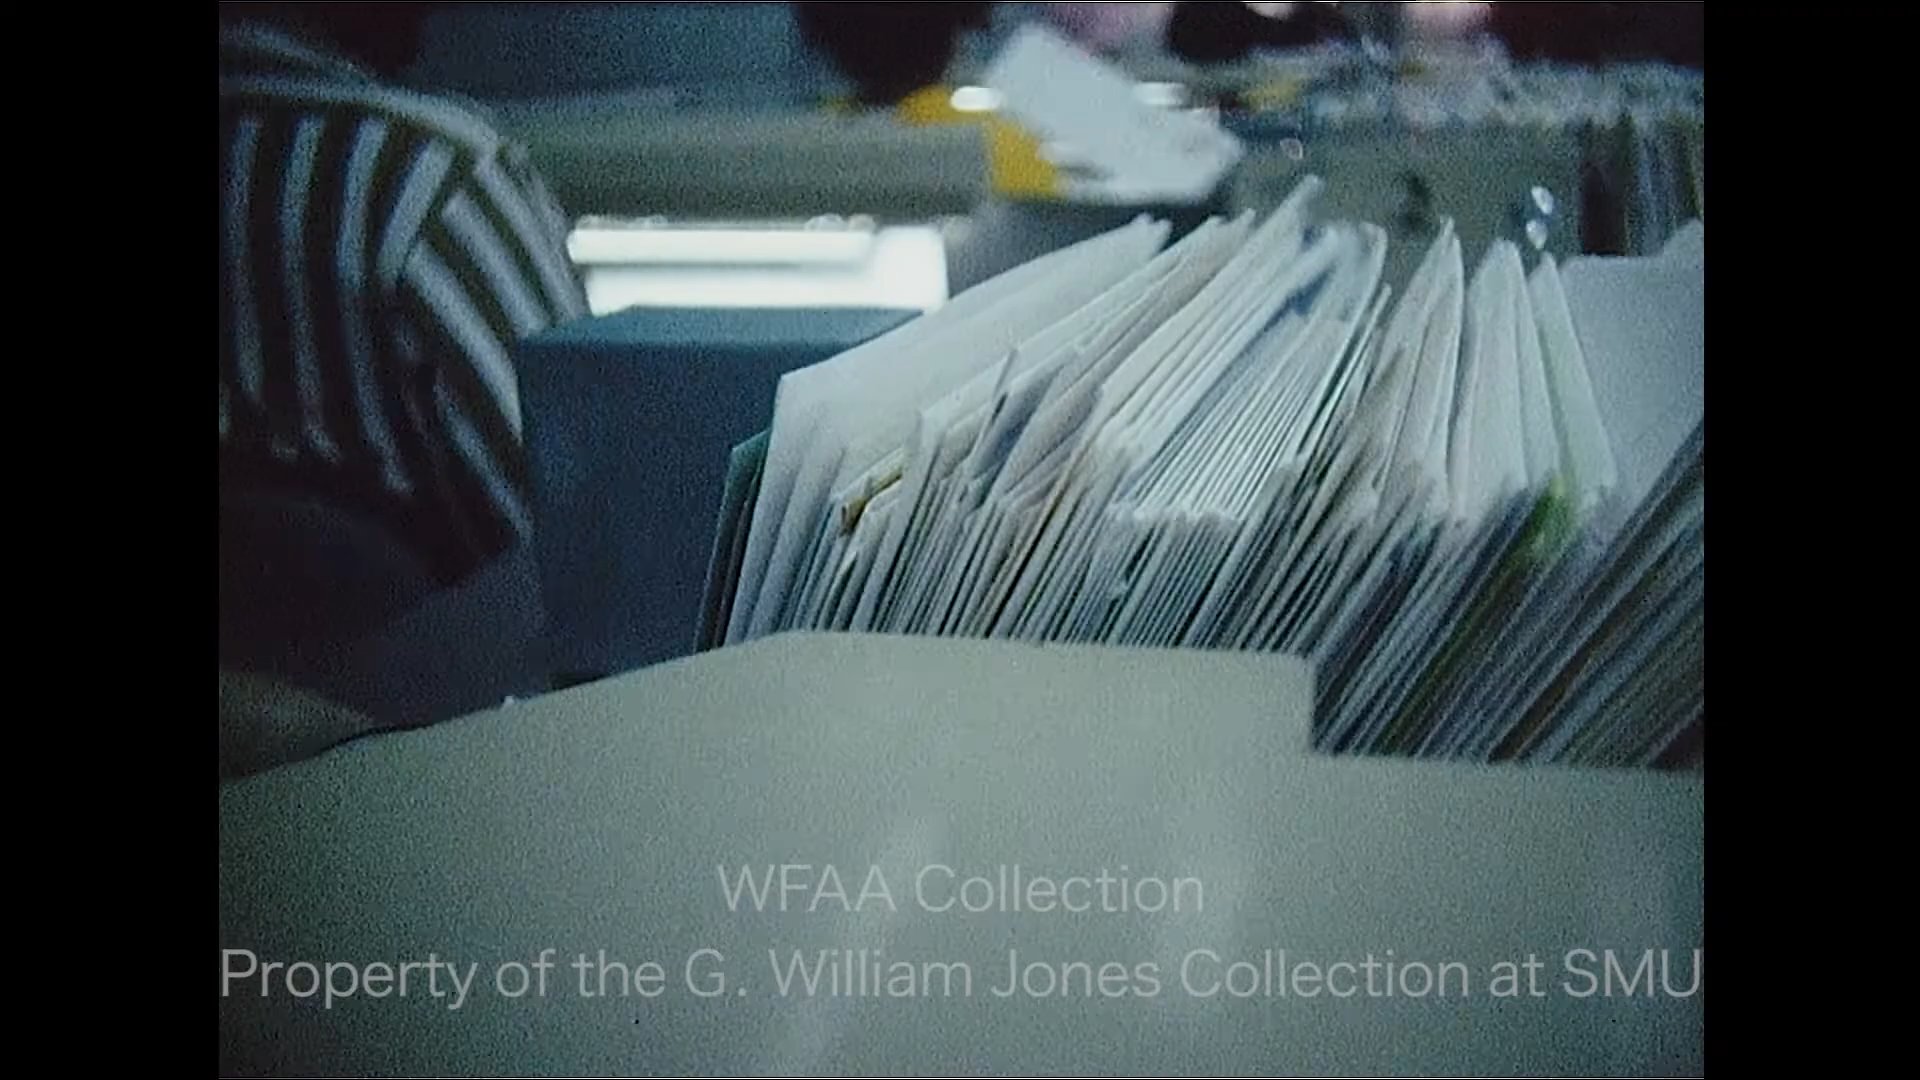 WFAA Collection
Property of the G. William Jones Collection at SMU